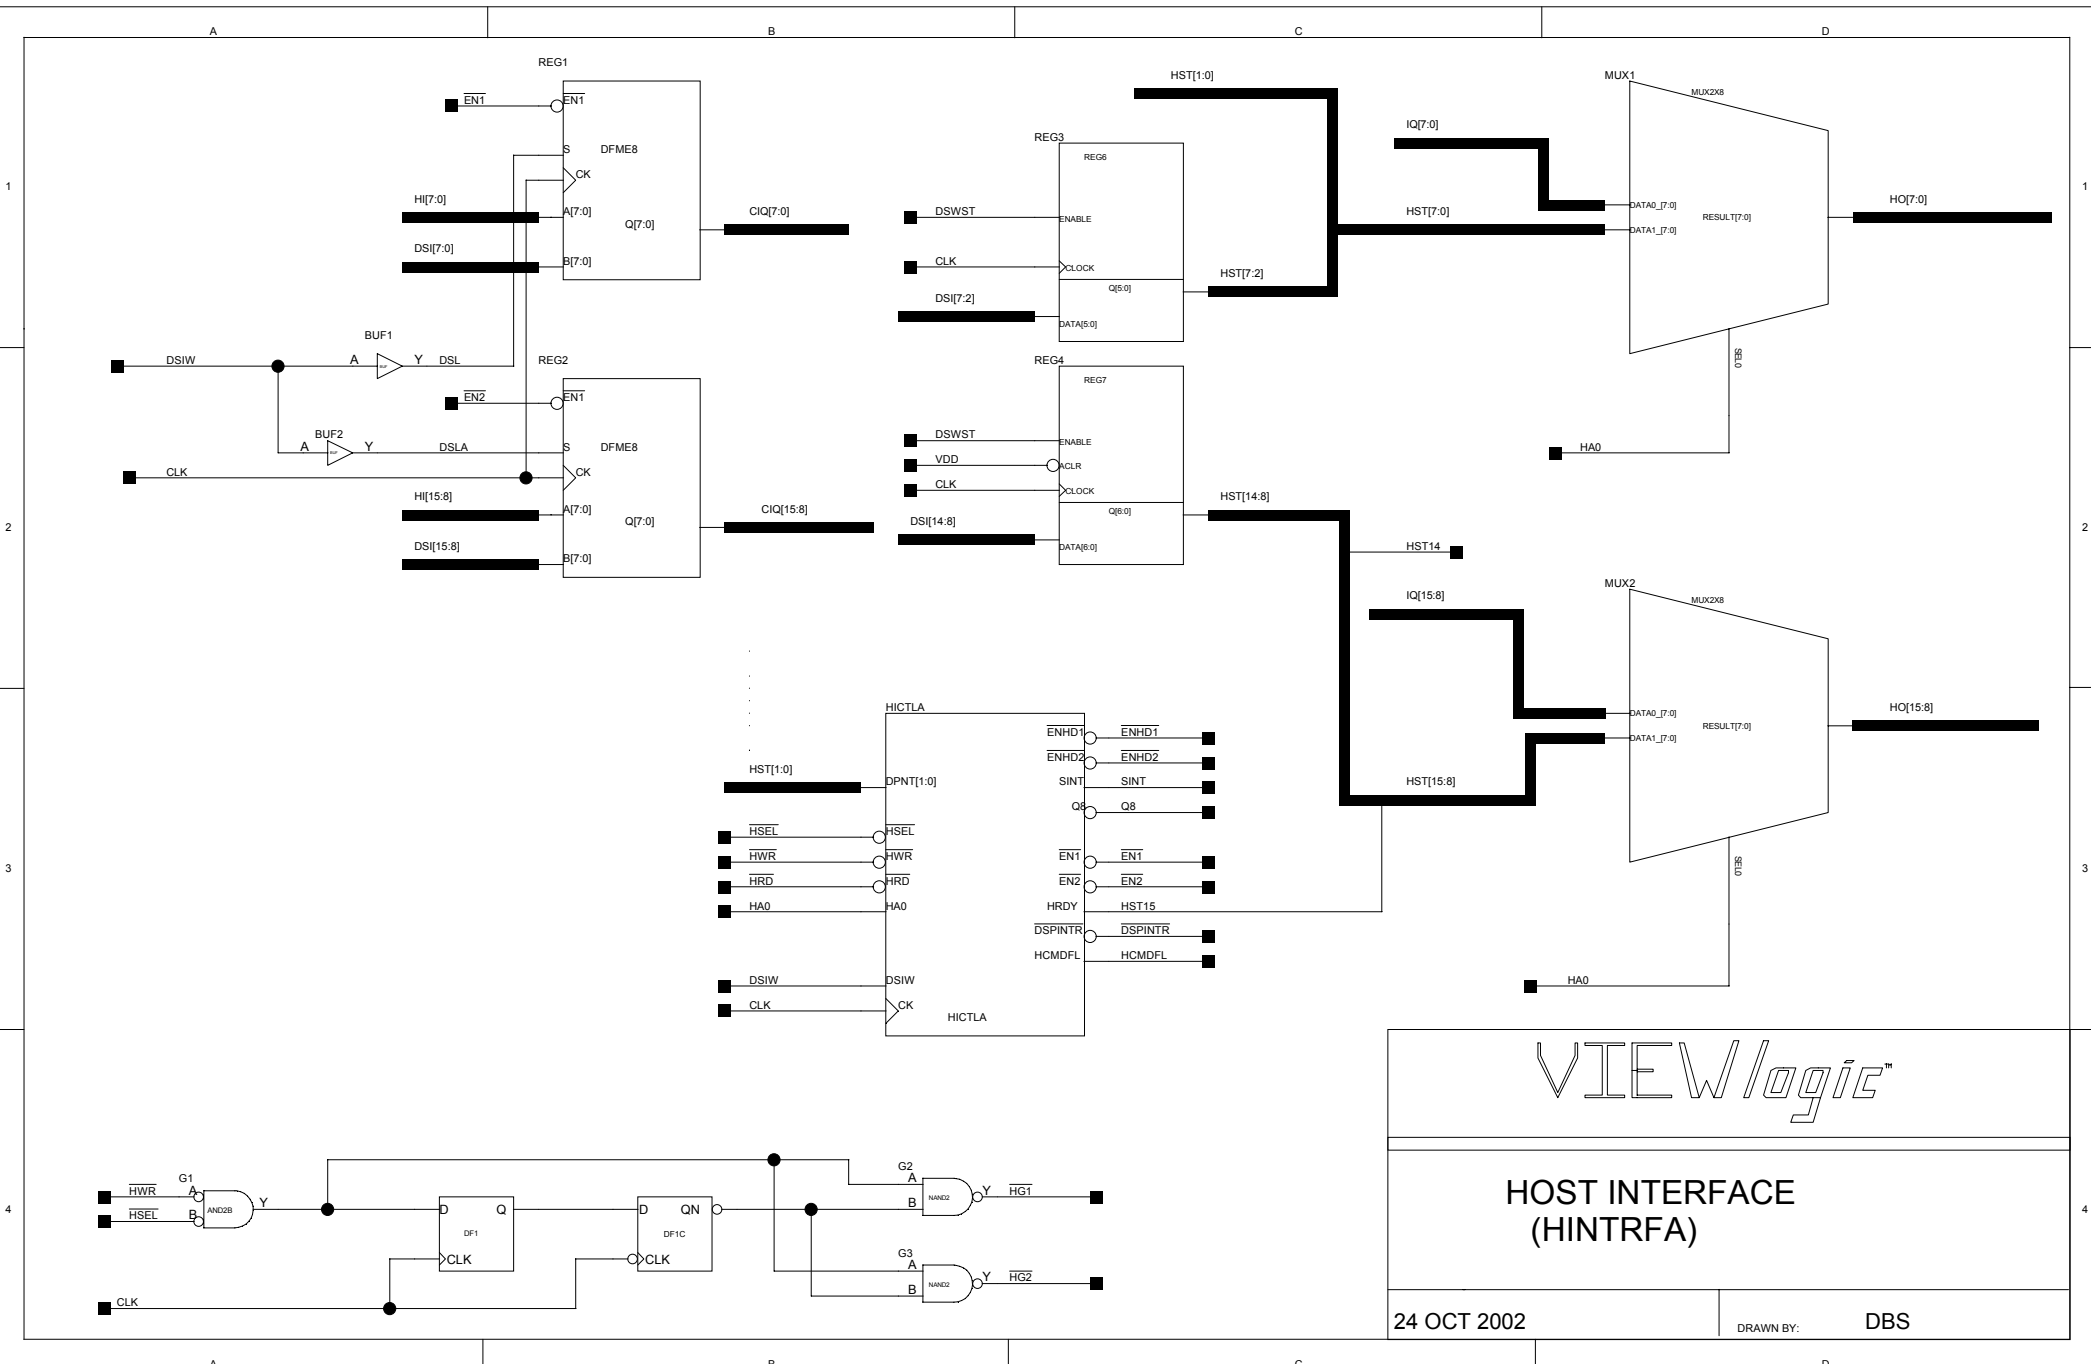 A B C D
REG1
EN1 EN1
S DFME8
CK
HI[7:0] A[7:0]
Q[7:0] CIQ[7:0]
DSI[7:0] B[7:0]
BUF1
DSIW A BUF Y DSL
REG2
EN2 EN1
BUF2
A BUF Y DSLA S DFME8
CLK CK
HI[15:8] A[7:0]
Q[7:0] CIQ[15:8]
DSI[15:8] B[7:0]
HST[1:0]
REG3
REG6
DSWST ENABLE
CLK CLOCK
HST[7:2]
Q[5:0]
DSI[7:2]
DATA[5:0]
REG4
REG7
DSWST ENABLE
VDD ACLR
CLK CLOCK
HST[14:8]
Q[6:0]
DSI[14:8]
DATA[6:0]
HST14
MUX1
MUX2X8
IQ[7:0]
DATA0_[7:0]
HST[7:0]
DATA1_[7:0]
RESULT[7:0]
HO[7:0]
SEL0
HA0
MUX2
MUX2X8
IQ[15:8]
DATA0_[7:0]
DATA1_[7:0]
RESULT[7:0]
HO[15:8]
HST[15:8]
SEL0
HA0
HICTLA
ENHD1 ENHD1
ENHD2 ENHD2
HST[1:0] DPNT[1:0] SINT SINT
Q8 Q8
HSEL HSEL
HWR HWR EN1 EN1
HRD HRD EN2 EN2
HA0 HA0 HRDY HST15
DSPINTR DSPINTR
HCMDFL HCMDFL
DSIW DSIW
CLK CK
HICTLA
G1
HWR A
AND2B Y
HSEL B
D Q
DF1
CLK
D QN
DF1C
CLK
CLK
G2
A
NAND2 Y HG1
B
G3
A
NAND2 Y HG2
B
VIEWlogic™
HOST INTERFACE
(HINTRFA)
24 OCT 2002
DRAWN BY: DBS
1 1
2 2
3 3
4 4
A B C D